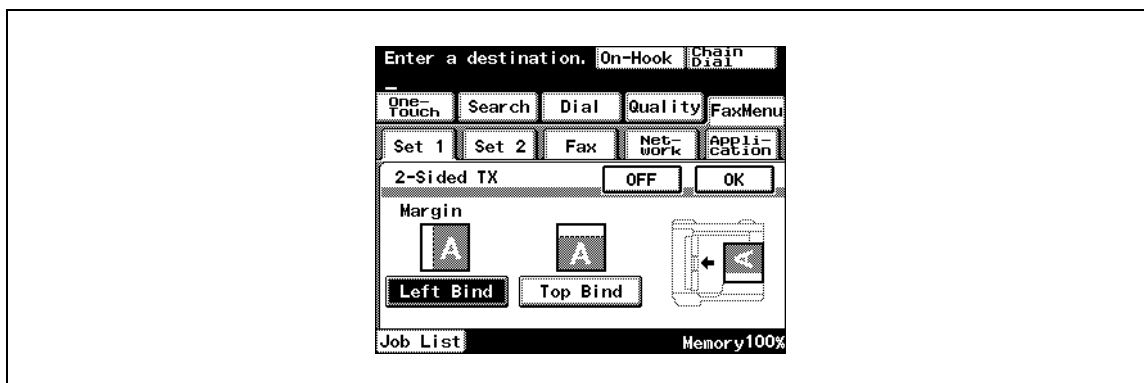 Enter a destination. On-Hook Chain Dial
One-Touch Search Dial Quality FaxMenu
Set 1 Set 2 Fax Net-work Appli-cation
2-Sided TX OFF OK
Margin
A A A
Left Bind Top Bind
Job List Memory100%